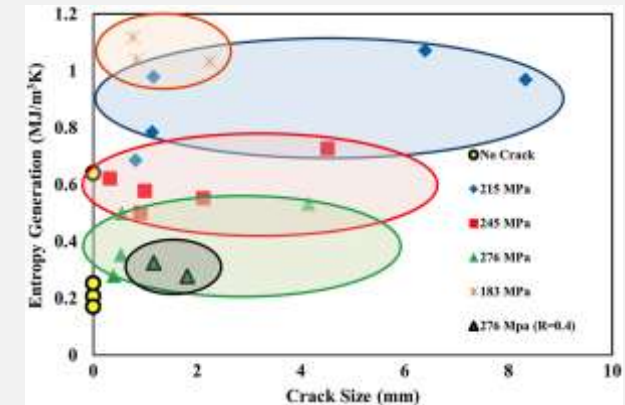 1.2
1
0.8
0.6
0.4
0.2
0
Entropy Generation (MJ/m³K)
No Crack
215 MPa
245 MPa
276 MPa
183 MPa
276 Mpa (R=0.4)
0 2 4 6 8 10
Crack Size (mm)